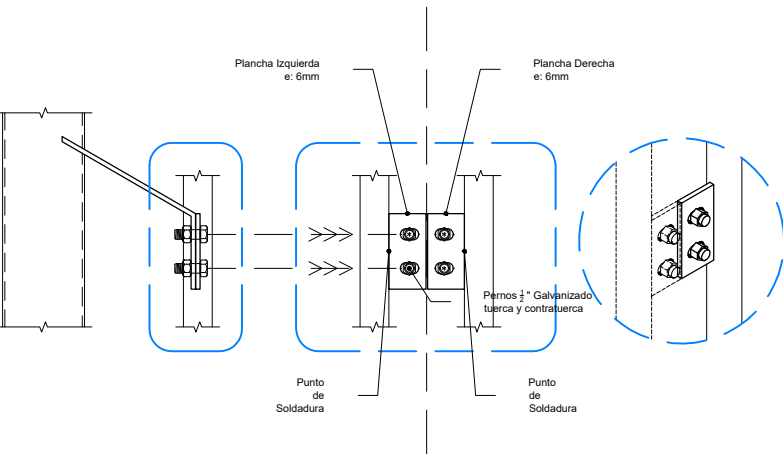 Plancha Izquierda
e: 6mm
Plancha Derecha
e: 6mm
Pernos ½" Galvanizado
tuerca y contratuerca
Punto
de
Soldadura
Punto
de
Soldadura